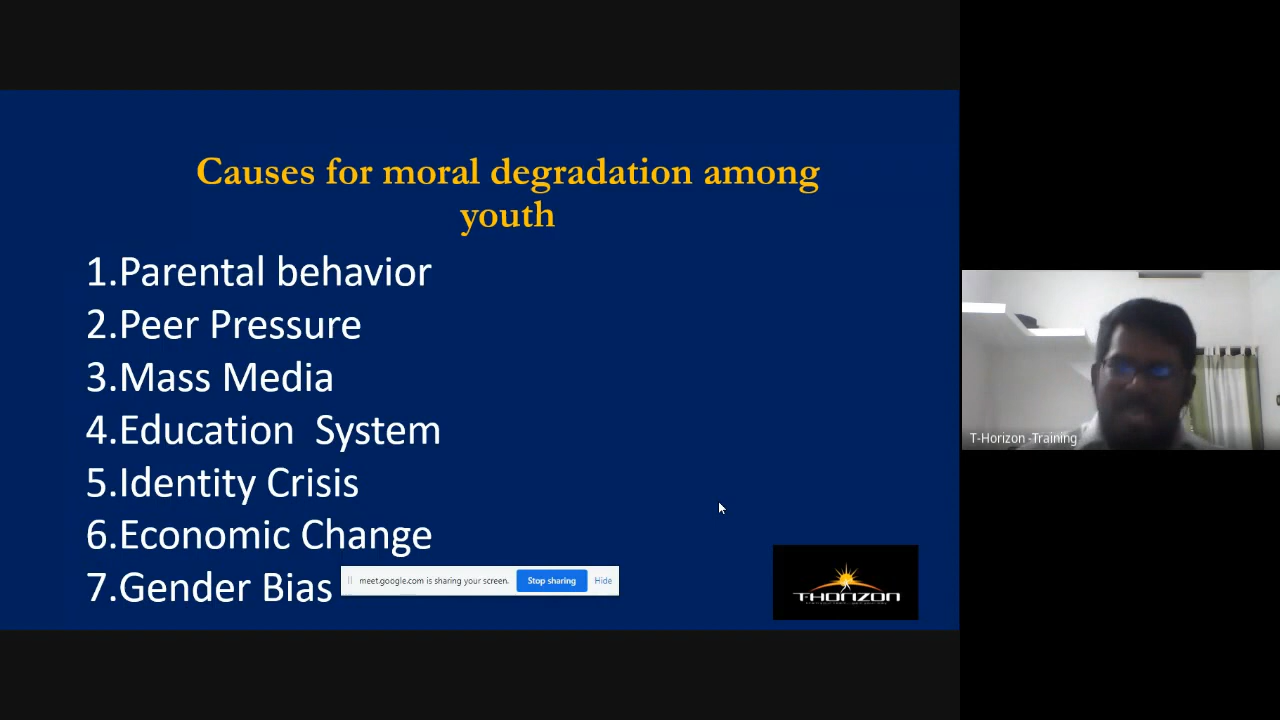 Causes for moral degradation among
youth
1.Parental behavior
2.Peer Pressure
3.Mass Media
4.Education  System
5.Identity Crisis
6.Economic Change
7.Gender Bias
meet.google.com is sharing your screen.
Stop sharing
Hide
T-HORIZON
T-Horizon -Training